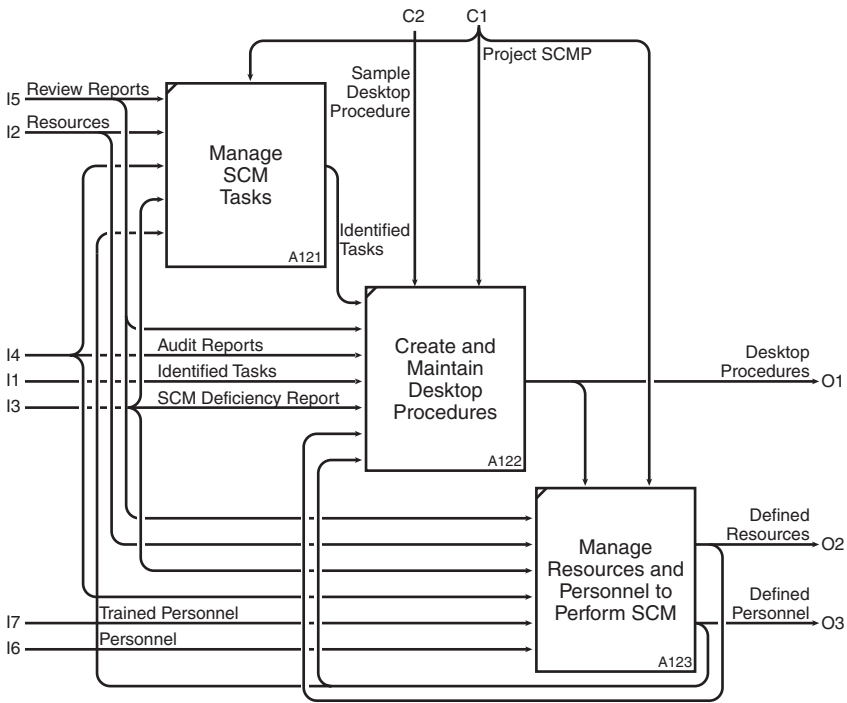 C2
C1
Project SCMP
Sample
Desktop
Procedure
I5
Review Reports
I2
Resources
Manage
SCM
Tasks
A121
Identified
Tasks
I4
Audit Reports
I1
Identified Tasks
I3
SCM Deficiency Report
Create and
Maintain
Desktop
Procedures
A122
Desktop
Procedures
O1
Manage
Resources and
Personnel to
Perform SCM
A123
Defined
Resources
O2
Defined
Personnel
O3
I7
Trained Personnel
I6
Personnel